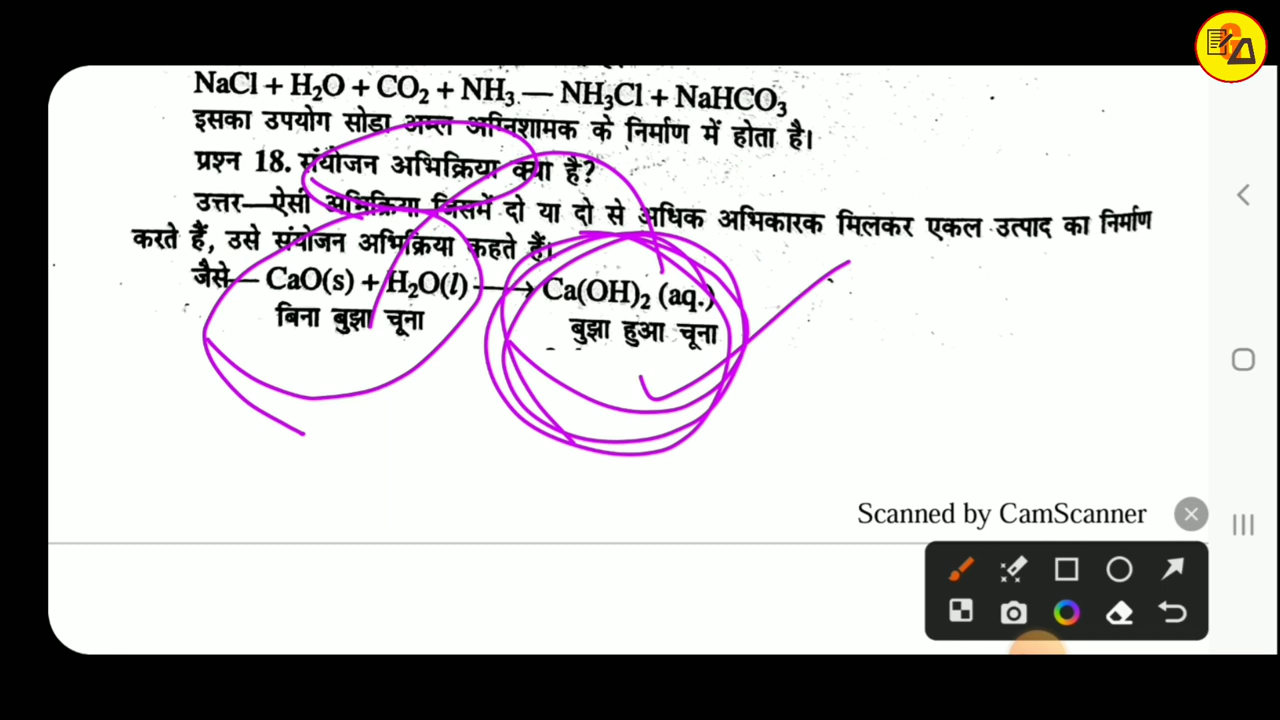 NaCl + H₂O + CO₂ + NH₃ — NH₃Cl + NaHCO₃
इसका उपयोग सोडा अम्ल अग्निशामक के निर्माण में होता है।
प्रश्न 18. संयोजन अभिक्रिया क्या है?
उत्तर—ऐसी अभिक्रिया जिसमें दो या दो से अधिक अभिकारक मिलकर एकल उत्पाद का निर्माण
करते हैं, उसे संयोजन अभिक्रिया कहते हैं।
जैसे— CaO(s) + H₂O(l) ⟶ Ca(OH)₂ (aq.)
बिना बुझा चूना बुझा हुआ चूना
Scanned by CamScanner